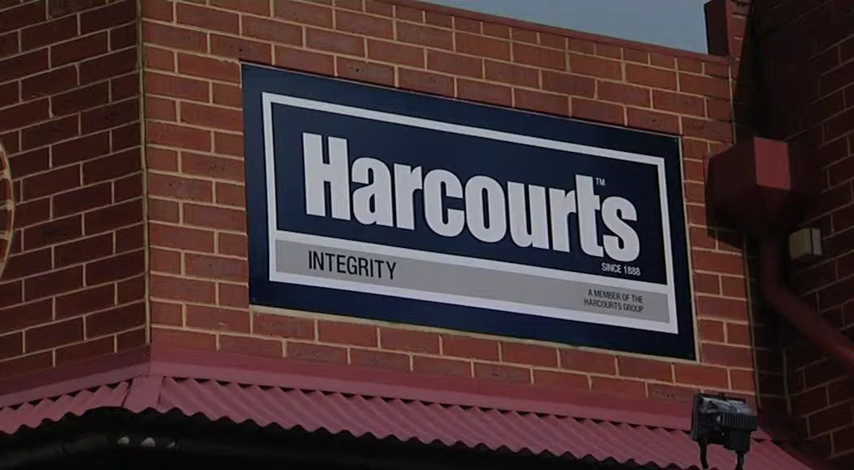 Harcourts™
SINCE 1888
INTEGRITY
A MEMBER OF THE
HARCOURTS GROUP